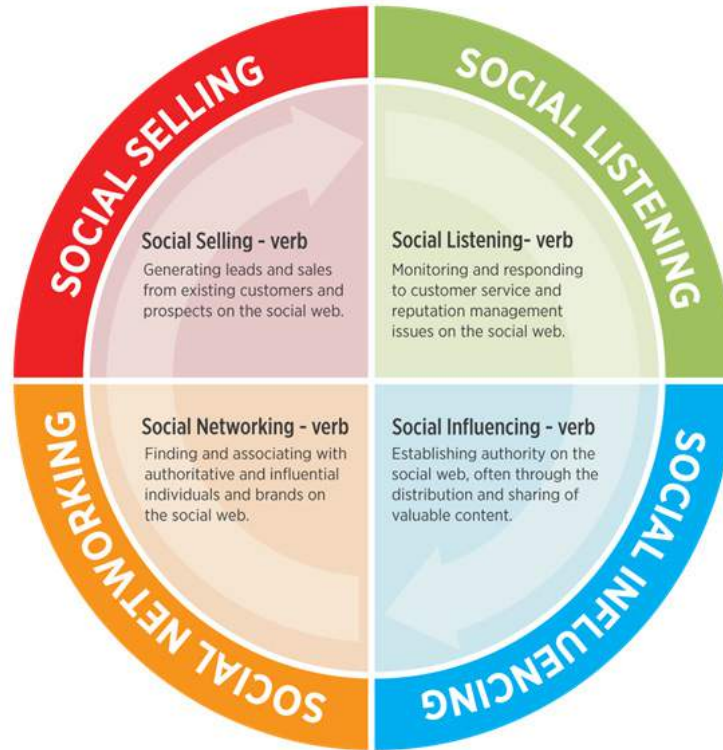 SOCIAL SELLING
SOCIAL LISTENING
Social Selling - verb
Generating leads and sales
from existing customers and
prospects on the social web.
Social Listening- verb
Monitoring and responding
to customer service and
reputation management
issues on the social web.
Social Networking - verb
Finding and associating with
authoritative and influential
individuals and brands on
the social web.
Social Influencing - verb
Establishing authority on the
social web, often through the
distribution and sharing of
valuable content.
SOCIAL NETWORKING
SOCIAL INFLUENCING